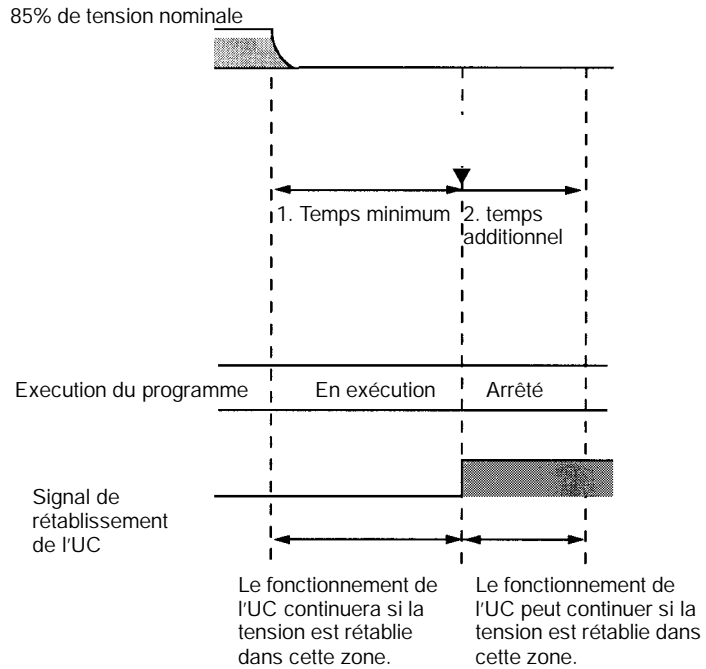 85% de tension nominale
1. Temps minimum
2. temps
additionnel
Execution du programme
En exécution
Arrêté
Signal de
rétablissement
de l'UC
Le fonctionnement de
l'UC continuera si la
tension est rétablie
dans cette zone.
Le fonctionnement de
l'UC peut continuer si la
tension est rétablie dans
cette zone.